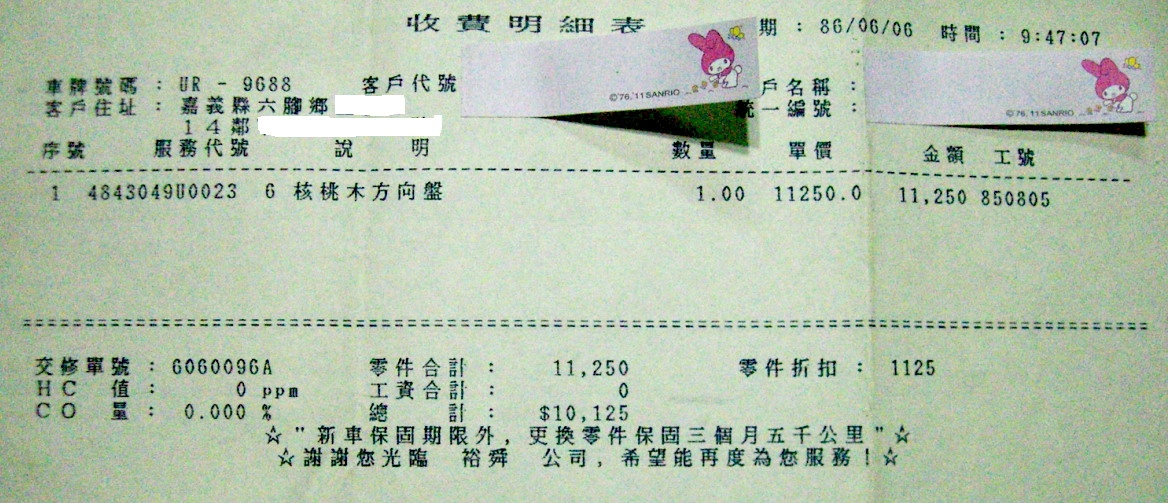 收費明細表 期：86/06/06 時間：9:47:07
車牌號碼：UR - 9688 客戶代號 戶名稱：
©'76,'11 SANRIO ©'76,'11 SANRIO
客戶住址：嘉義縣六腳鄉 統一編號：
14鄰
序號 服務代號 說 明 數量 單價 金額 工號
1 4843049U0023 6 核桃木方向盤 1.00 11250.0 11,250 850805
交修單號：6060096A 零件合計： 11,250 零件折扣： 1125
HC 值： 0 ppm 工資合計： 0
CO 量： 0.000 % 總 計： $10,125
☆"新車保固期限外,更換零件保固三個月五千公里"☆
☆謝謝您光臨 裕舜 公司,希望能再度為您服務！☆